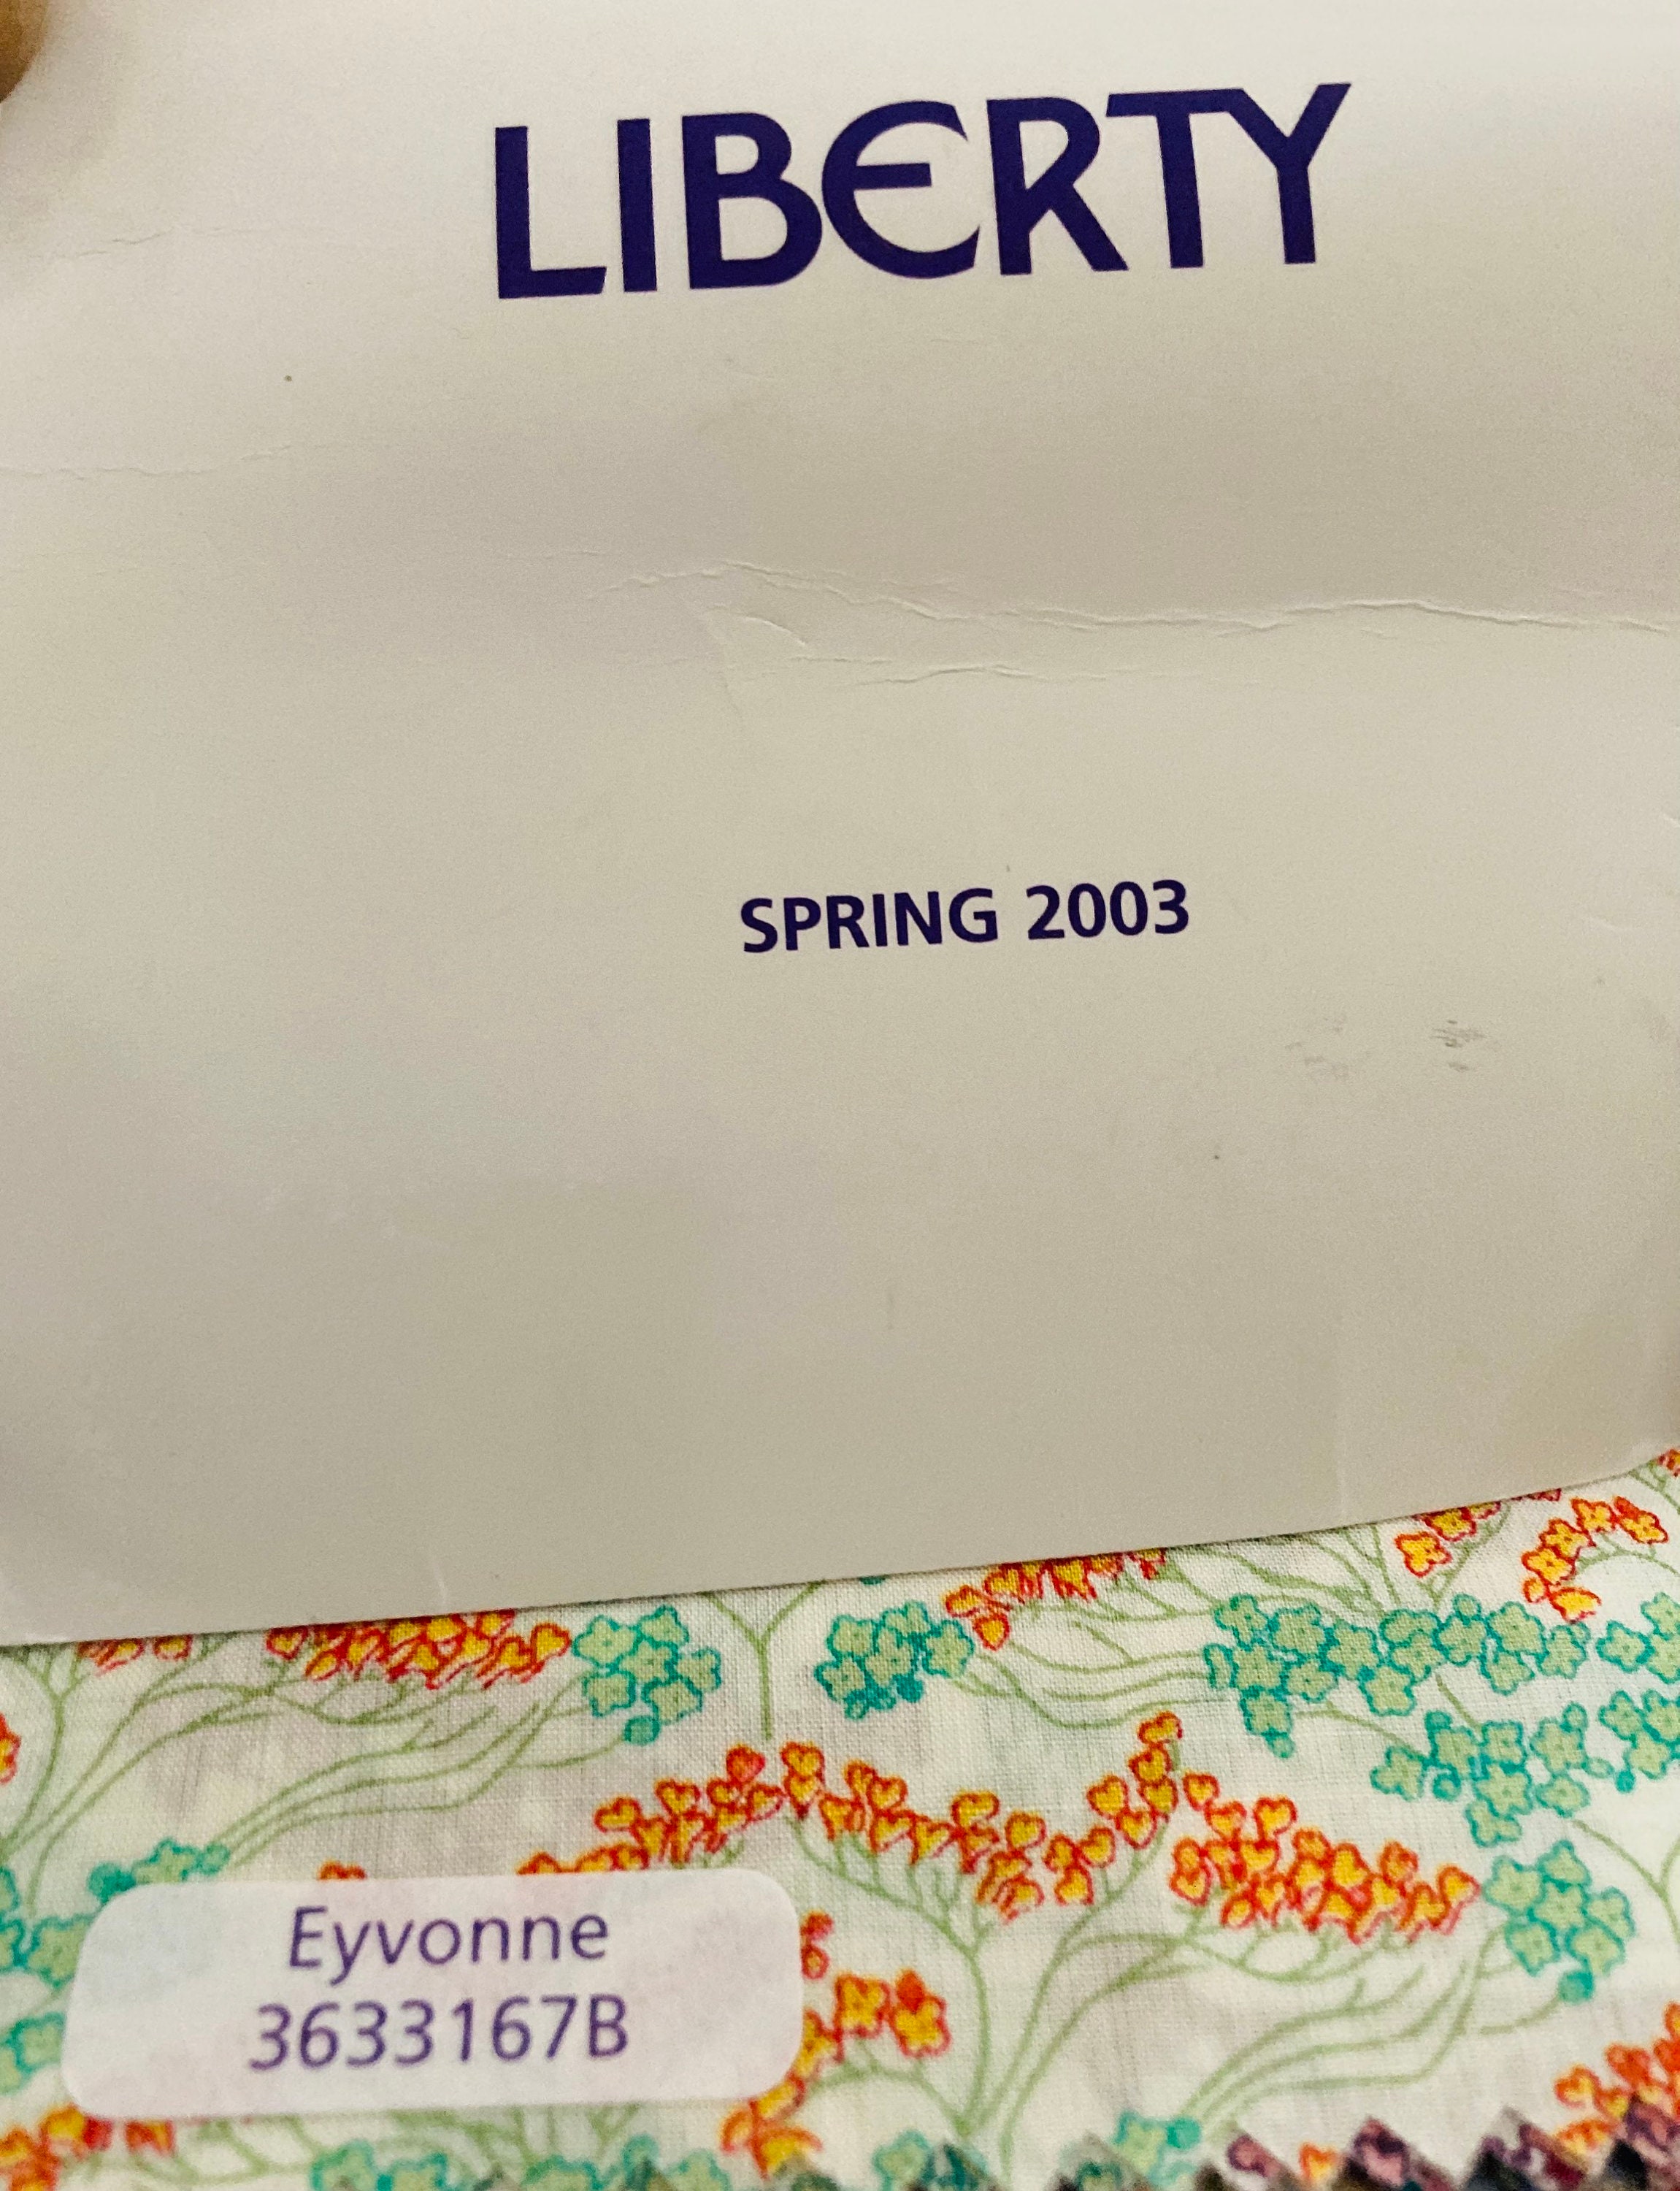 LIBERTY
SPRING 2003
Eyvonne
3633167B